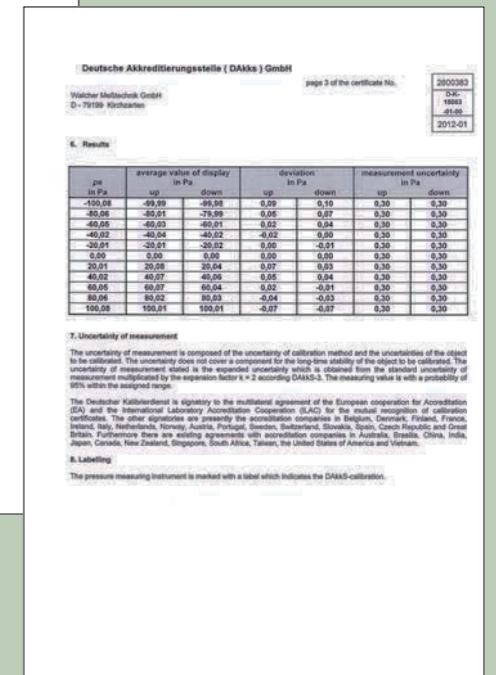 Deutsche Akkreditierungsstelle ( DAkks ) GmbH
page 3 of the certificate No.
2800383
Walcher Meßtechnik GmbH
D - 79199 Kirchzarten
D-K-
15083
-01-00
2012-01
6. Results
average value of display deviation measurement uncertainty
pe in Pa in Pa in Pa
in Pa up down up down up down
-100,08 -99,99 -99,98 0,09 0,10 0,30 0,30
-80,06 -80,01 -79,99 0,05 0,07 0,30 0,30
-60,05 -60,03 -60,01 0,02 0,04 0,30 0,30
-40,02 -40,04 -40,02 -0,02 0,00 0,30 0,30
-20,01 -20,01 -20,02 0,00 -0,01 0,30 0,30
0,00 0,00 0,00 0,00 0,00 0,30 0,30
20,01 20,08 20,04 0,07 0,03 0,30 0,30
40,02 40,07 40,06 0,05 0,04 0,30 0,30
60,05 60,07 60,04 0,02 -0,01 0,30 0,30
80,06 80,02 80,03 -0,04 -0,03 0,30 0,30
100,08 100,01 100,01 -0,07 -0,07 0,30 0,30
7. Uncertainty of measurement
The uncertainty of measurement is composed of the uncertainty of calibration method and the uncertainties of the object
to be calibrated. The uncertainty does not cover a component for the long-time stability of the object to be calibrated. The
uncertainty of measurement stated is the expanded uncertainty which is obtained from the standard uncertainty of
measurement multiplicated by the expansion factor k = 2 according DAkkS-3. The measuring value is with a probability of
95% within the assigned range.
The Deutscher Kalibrierdienst is signatory to the multilateral agreement of the European cooperation for Accreditation
(EA) and the International Laboratory Accreditation Cooperation (ILAC) for the mutual recognition of calibration
certificates. The other signatories are presently the accreditation companies in Belgium, Denmark, Finland, France,
Ireland, Italy, Netherlands, Norway, Austria, Portugal, Sweden, Switzerland, Slovakia, Spain, Czech Republic and Great
Britain. Furthermore there are existing agreements with accreditation companies in Australia, Brasilia, China, India,
Japan, Canada, New Zealand, Singapore, South Africa, Taiwan, the United States of America and Vietnam.
8. Labelling
The pressure measuring instrument is marked with a label which indicates the DAkkS-calibration.